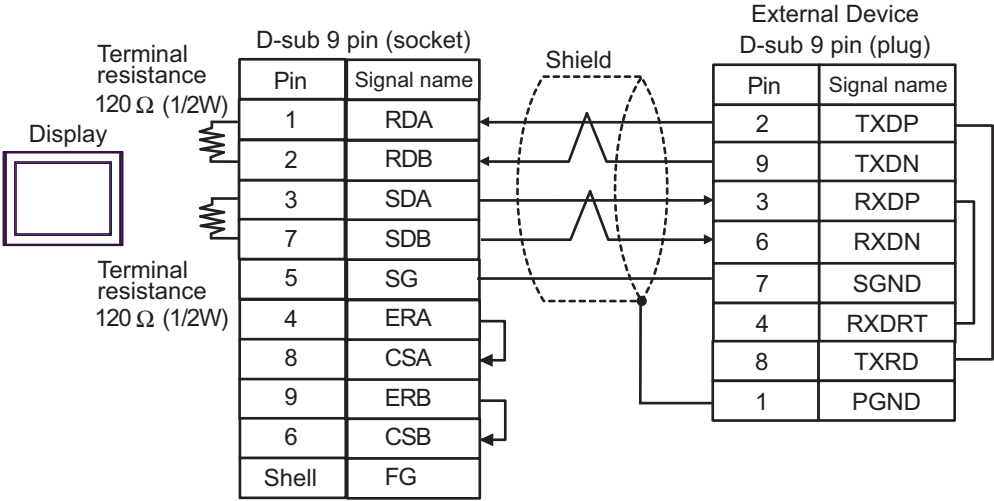 External Device
D-sub 9 pin (socket)
D-sub 9 pin (plug)
Terminal
resistance
120 Ω (1/2W)
Shield
Display
Pin Signal name
1 RDA
2 RDB
3 SDA
7 SDB
5 SG
4 ERA
8 CSA
9 ERB
6 CSB
Shell FG
Terminal
resistance
120 Ω (1/2W)
Pin Signal name
2 TXDP
9 TXDN
3 RXDP
6 RXDN
7 SGND
4 RXDRT
8 TXRD
1 PGND